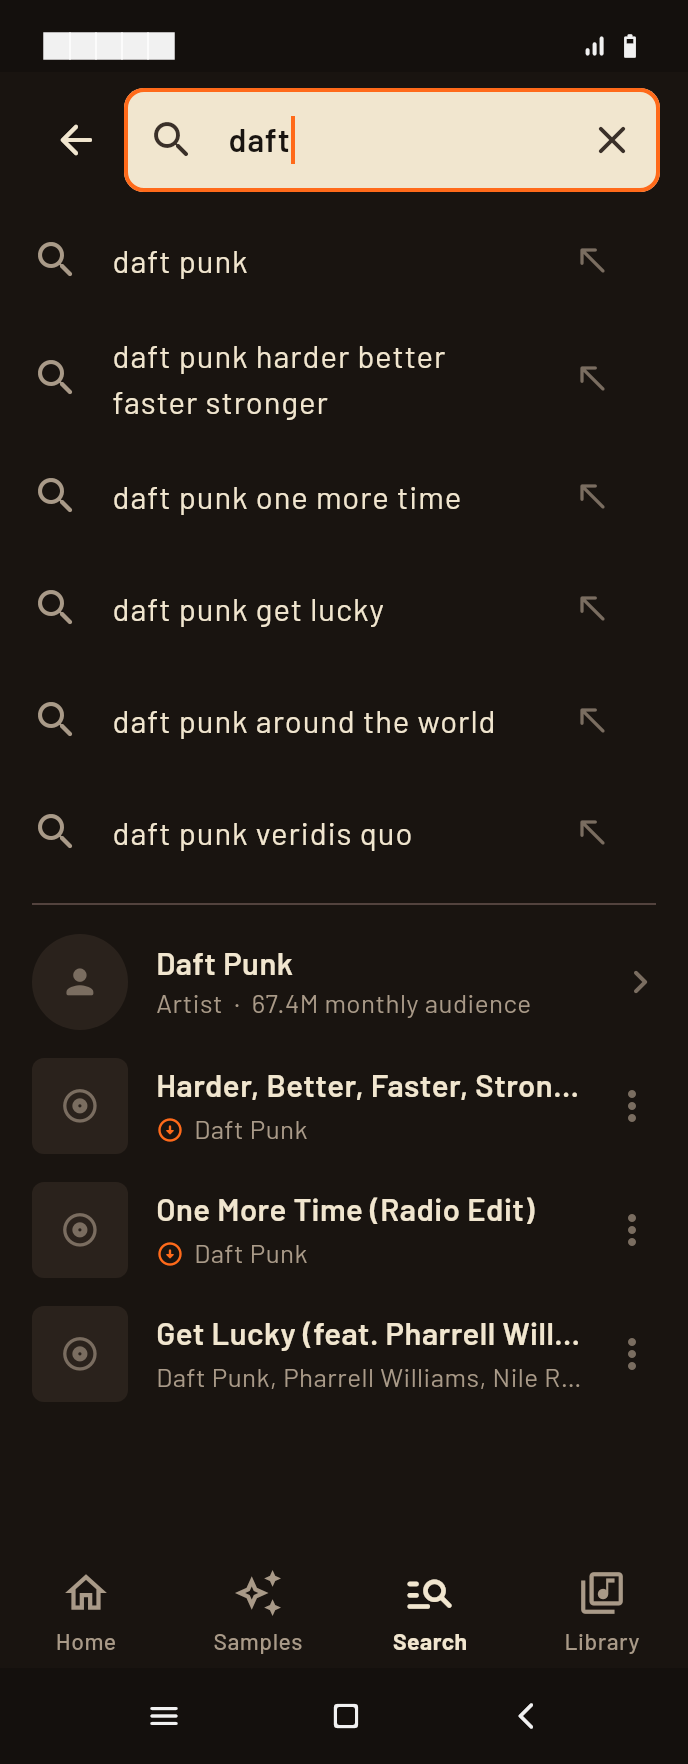 daft
daft punk
daft punk harder better
faster stronger
daft punk one more time
daft punk get lucky
daft punk around the world
daft punk veridis quo
Daft Punk
Artist · 67.4M monthly audience
Harder, Better, Faster, Stron...
Daft Punk
One More Time (Radio Edit)
Daft Punk
Get Lucky (feat. Pharrell Will...
Daft Punk, Pharrell Williams, Nile R...
Home
Samples
Search
Library